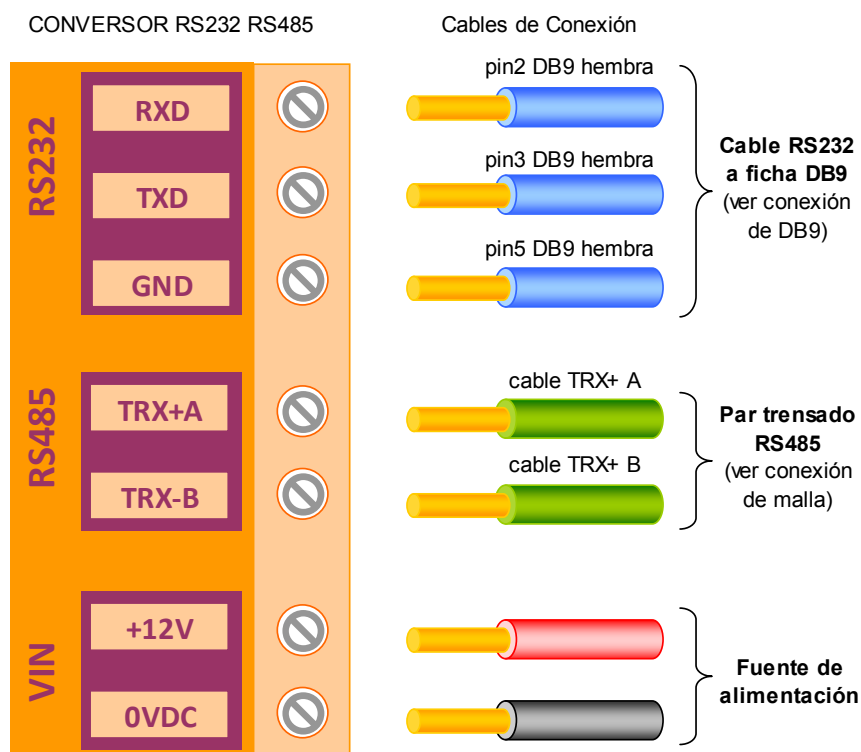 CONVERSOR RS232 RS485
Cables de Conexión
RS232
RXD
TXD
GND
pin2 DB9 hembra
pin3 DB9 hembra
pin5 DB9 hembra
Cable RS232
a ficha DB9
(ver conexión
de DB9)
RS485
TRX+A
TRX-B
cable TRX+ A
cable TRX+ B
Par trensado
RS485
(ver conexión
de malla)
VIN
+12V
0VDC
Fuente de
alimentación